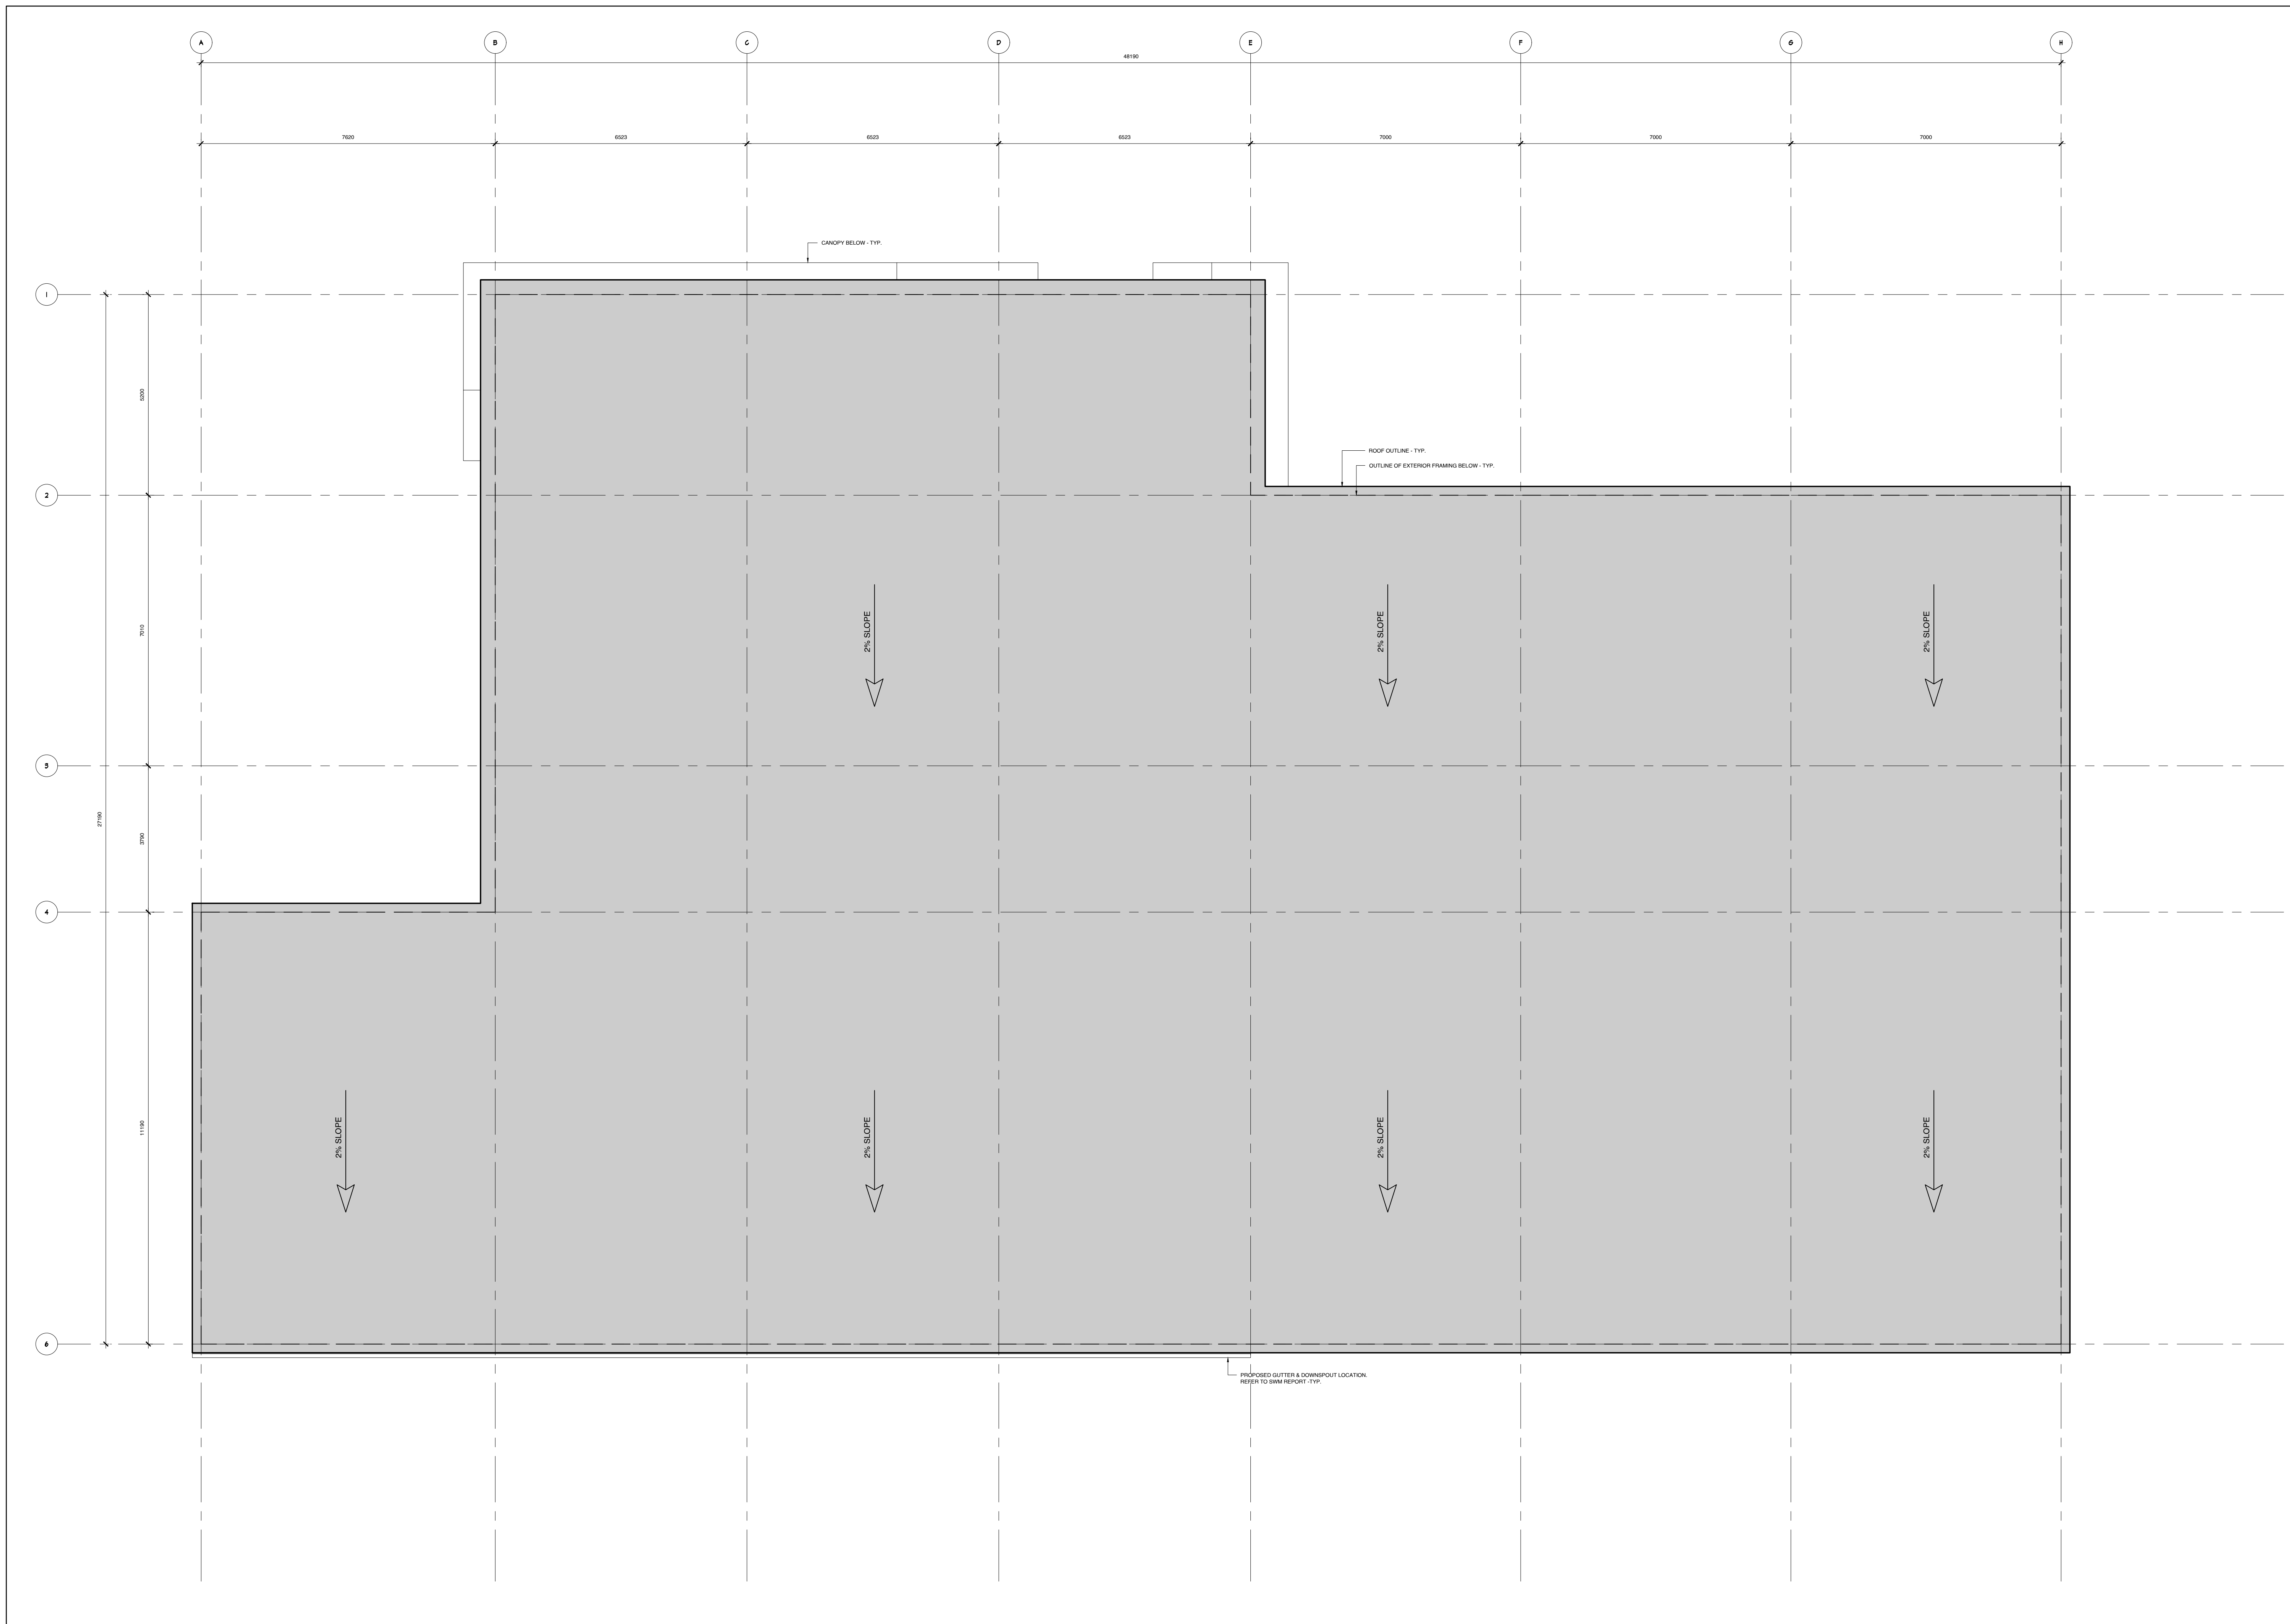 A B C D E F G H
48190
7620 6523 6523 6523 7000 7000 7000
CANOPY BELOW - TYP.
1
5200
ROOF OUTLINE - TYP.
OUTLINE OF EXTERIOR FRAMING BELOW - TYP.
2
2% SLOPE 2% SLOPE 2% SLOPE
7010
3
27190
3790
4
11190
2% SLOPE 2% SLOPE 2% SLOPE 2% SLOPE
6
PROPOSED GUTTER & DOWNSPOUT LOCATION.
REFER TO SWM REPORT -TYP.